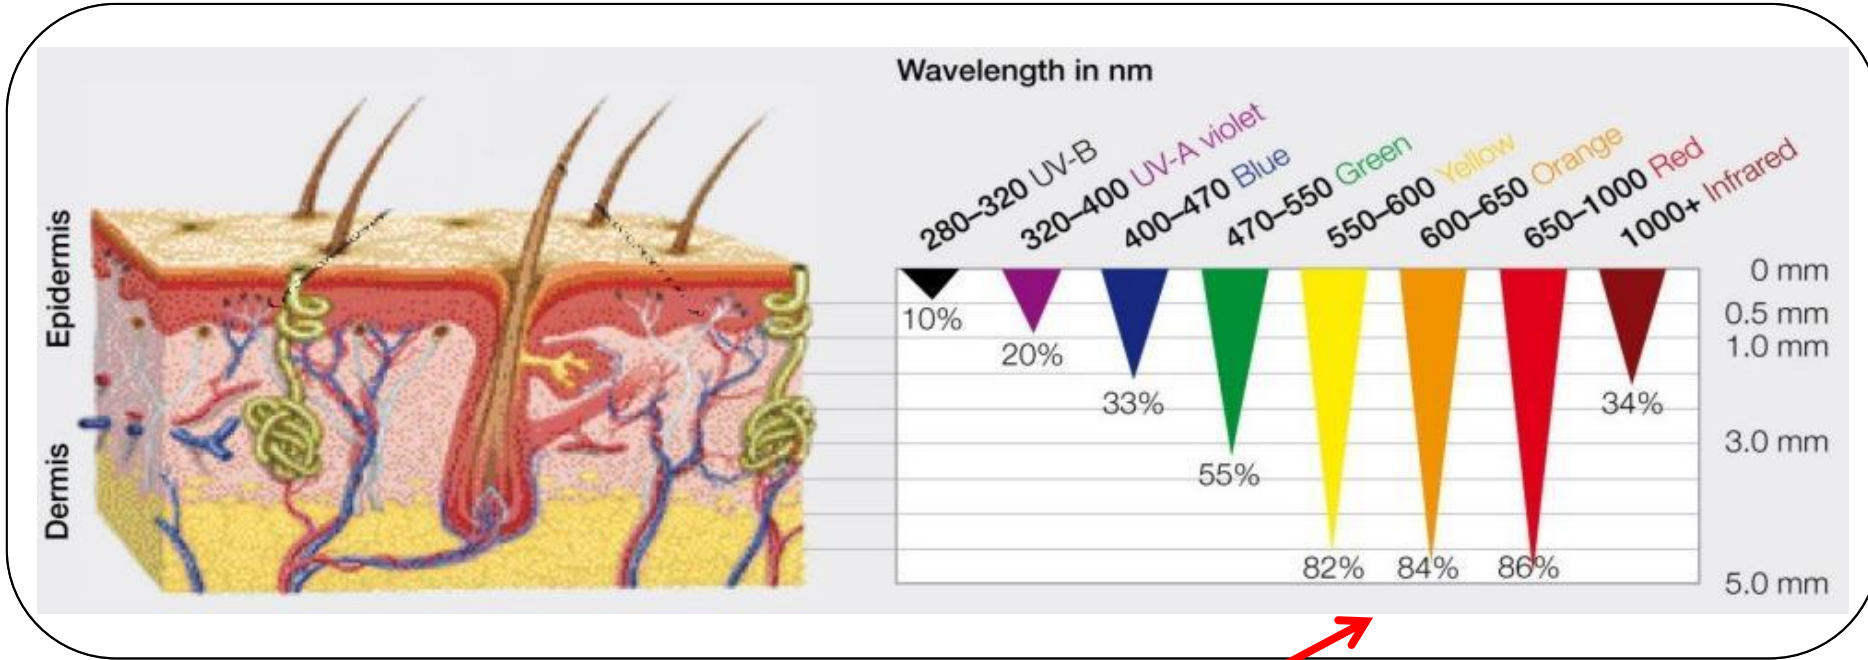 Wavelength in nm
280–320 UV-B
320–400 UV-A violet
400–470 Blue
470–550 Green
550–600 Yellow
600–650 Orange
650–1000 Red
1000+ Infrared
Epidermis
Dermis
0 mm
0.5 mm
1.0 mm
3.0 mm
5.0 mm
10%
20%
33%
55%
82%
84%
86%
34%